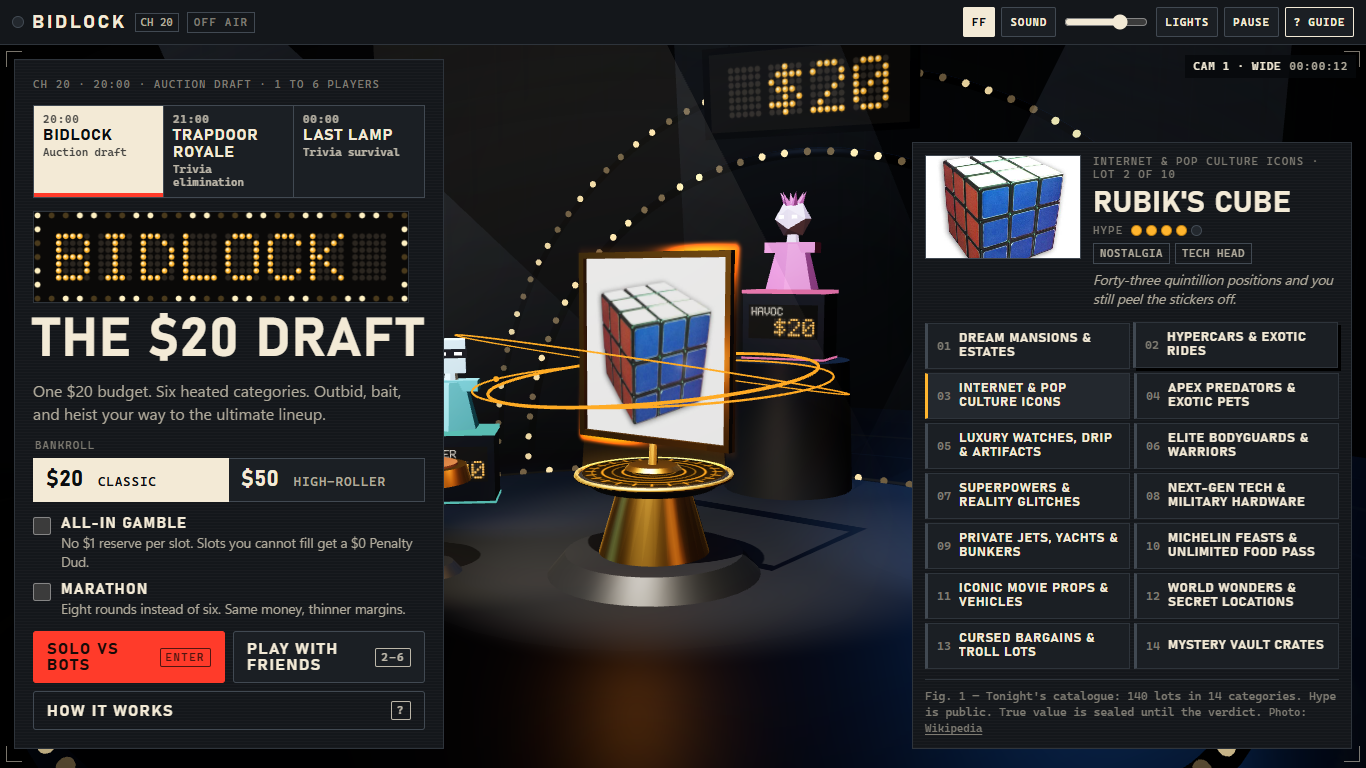 BIDLOCK CH 20 OFF AIR
FF SOUND LIGHTS PAUSE ? GUIDE
CAM 1 · WIDE 00:00:12
CH 20 · 20:00 · AUCTION DRAFT · 1 TO 6 PLAYERS
20:00
BIDLOCK
Auction draft
21:00
TRAPDOOR
ROYALE
Trivia
elimination
00:00
LAST LAMP
Trivia survival
BIDLOCK
THE $20 DRAFT
One $20 budget. Six heated categories. Outbid, bait,
and heist your way to the ultimate lineup.
BANKROLL
$20 CLASSIC
$50 HIGH-ROLLER
ALL-IN GAMBLE
No $1 reserve per slot. Slots you cannot fill get a $0 Penalty
Dud.
MARATHON
Eight rounds instead of six. Same money, thinner margins.
SOLO VS
BOTS
ENTER
PLAY WITH
FRIENDS
2–6
HOW IT WORKS ?
$20
HAVOC
$20
INTERNET & POP CULTURE ICONS ·
LOT 2 OF 10
RUBIK'S CUBE
HYPE
NOSTALGIA TECH HEAD
Forty-three quintillion positions and you
still peel the stickers off.
01 DREAM MANSIONS &
ESTATES
02 HYPERCARS & EXOTIC
RIDES
03 INTERNET & POP
CULTURE ICONS
04 APEX PREDATORS &
EXOTIC PETS
05 LUXURY WATCHES, DRIP
& ARTIFACTS
06 ELITE BODYGUARDS &
WARRIORS
07 SUPERPOWERS &
REALITY GLITCHES
08 NEXT-GEN TECH &
MILITARY HARDWARE
09 PRIVATE JETS, YACHTS &
BUNKERS
10 MICHELIN FEASTS &
UNLIMITED FOOD PASS
11 ICONIC MOVIE PROPS &
VEHICLES
12 WORLD WONDERS &
SECRET LOCATIONS
13 CURSED BARGAINS &
TROLL LOTS
14 MYSTERY VAULT CRATES
Fig. 1 — Tonight's catalogue: 140 lots in 14 categories. Hype
is public. True value is sealed until the verdict. Photo:
Wikipedia